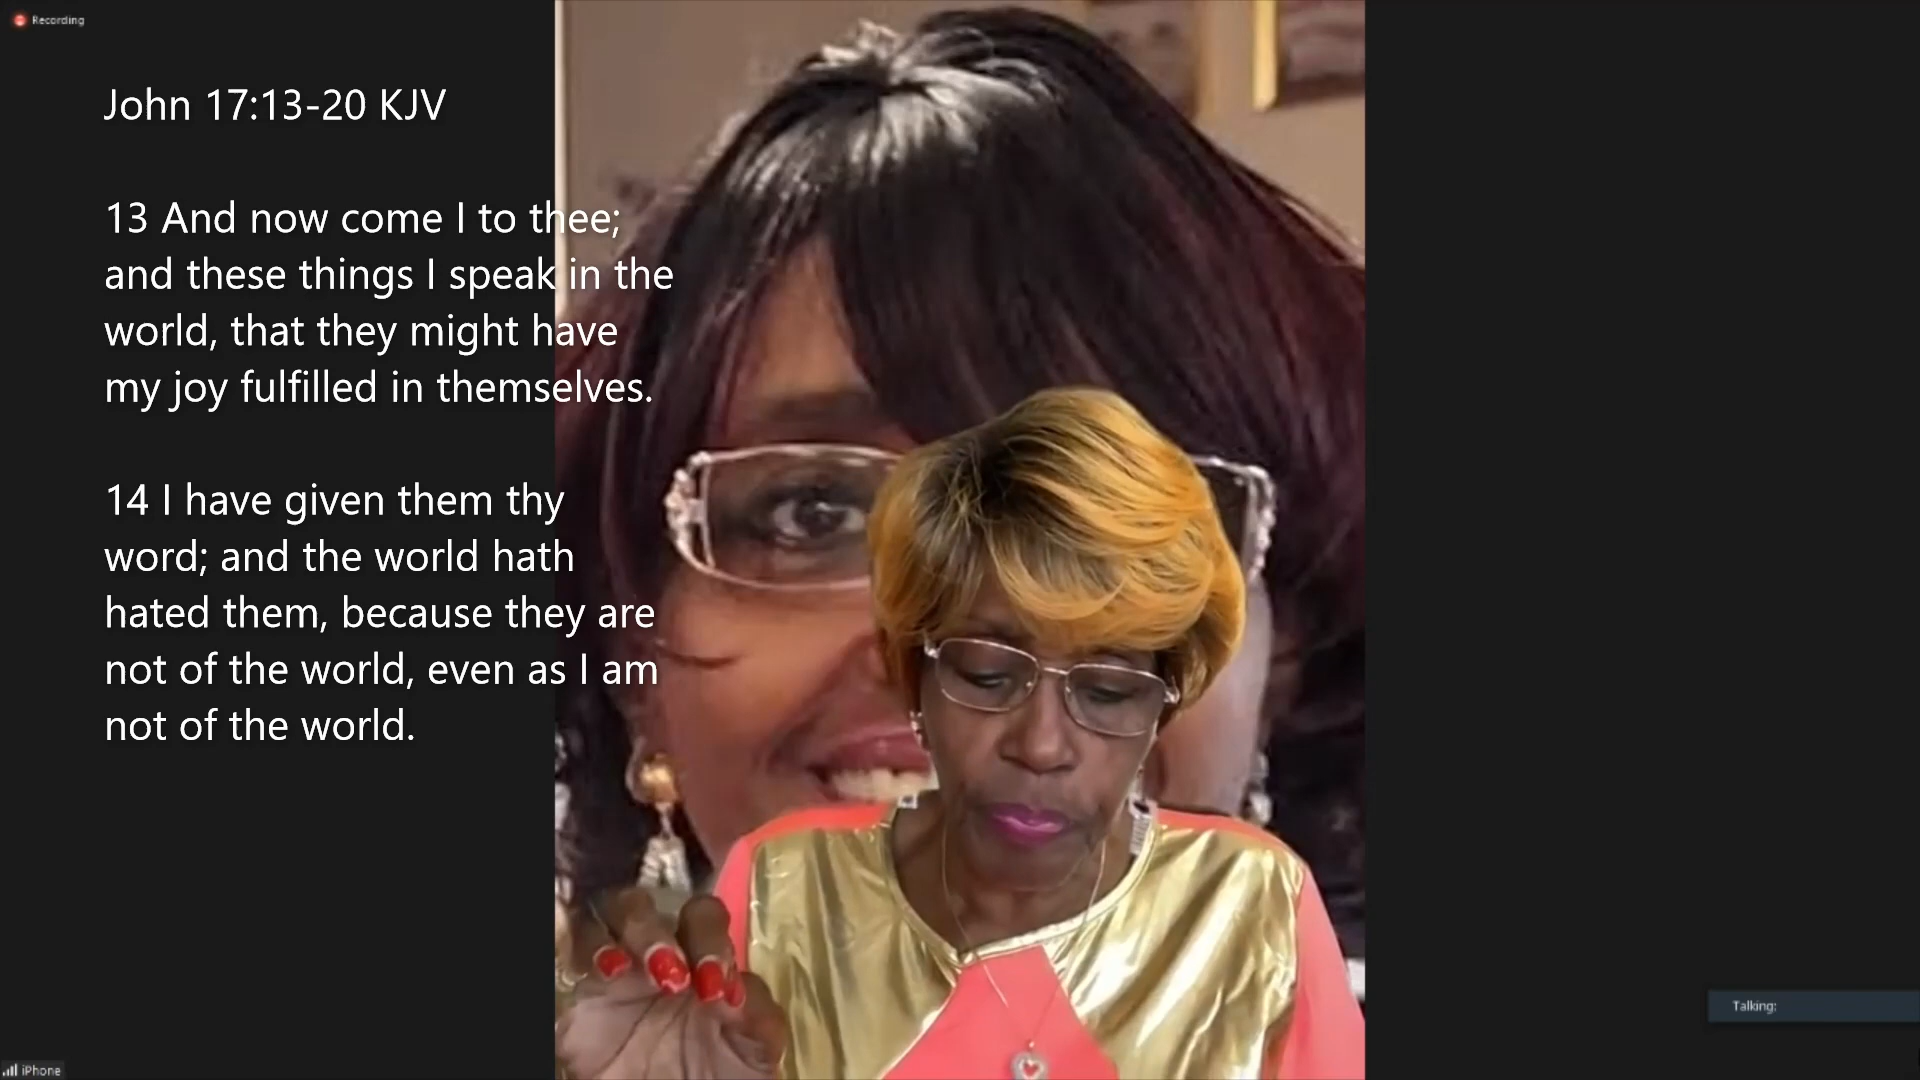 Recording
John 17:13-20 KJV
13 And now come I to thee;
and these things I speak in the
world, that they might have
my joy fulfilled in themselves.
14 I have given them thy
word; and the world hath
hated them, because they are
not of the world, even as I am
not of the world.
Talking:
iPhone